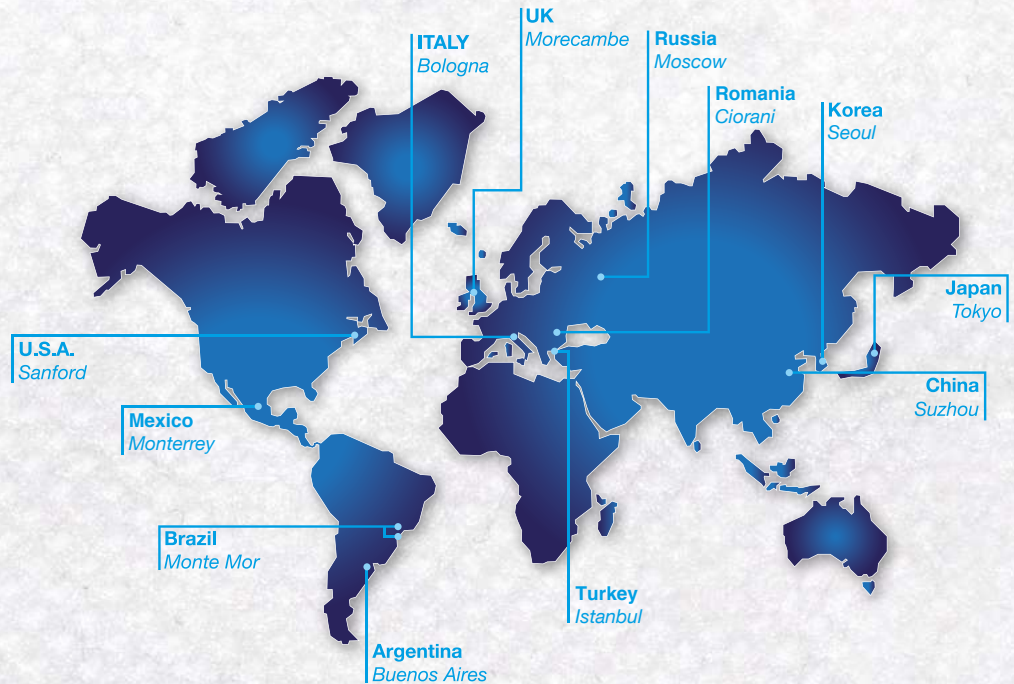 UK
Morecambe
ITALY
Bologna
Russia
Moscow
Romania
Ciorani
Korea
Seoul
Japan
Tokyo
U.S.A.
Sanford
China
Suzhou
Mexico
Monterrey
Brazil
Monte Mor
Turkey
Istanbul
Argentina
Buenos Aires